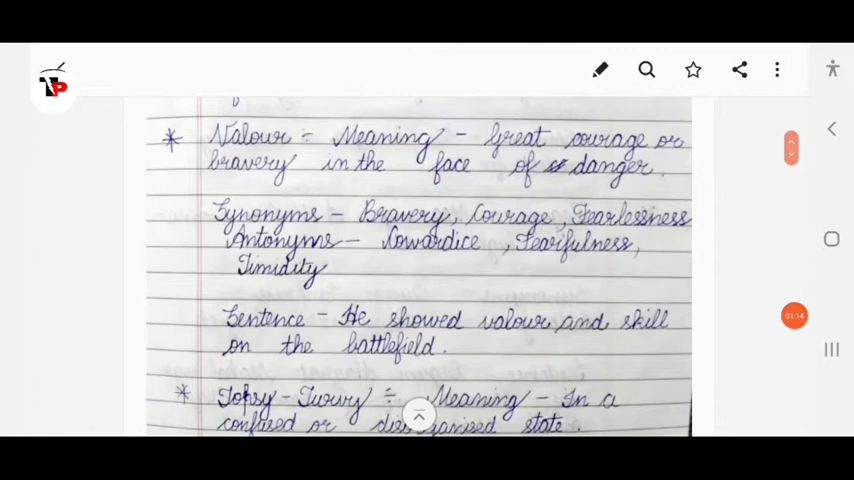 TP
* Valour ÷ Meaning - Great courage or
bravery in the face of danger.
Synonyms - Bravery, Courage, Fearlessness
Antonyms - Cowardice, Fearfulness,
Timidity
01:14
Sentence - He showed valour and skill
on the battlefield.
* Topsy-Turvy ÷ Meaning - In a
confused or disorganised state.